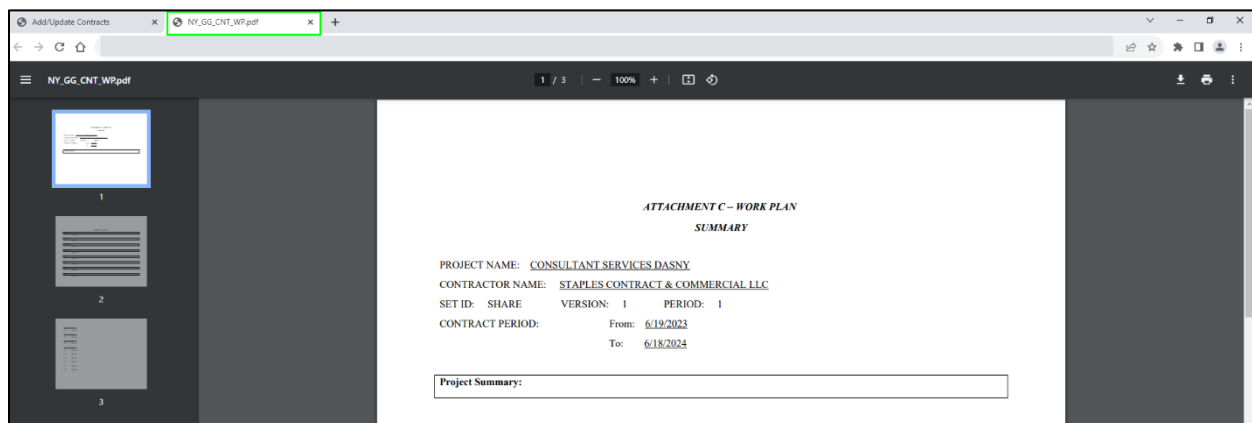 Add/Update Contracts
NY_GG_CNT_WP.pdf
NY_GG_CNT_WP.pdf
1 / 3
100%
1
2
3
ATTACHMENT C – WORK PLAN
SUMMARY
PROJECT NAME: CONSULTANT SERVICES DASNY
CONTRACTOR NAME: STAPLES CONTRACT & COMMERCIAL LLC
SET ID: SHARE VERSION: 1 PERIOD: 1
CONTRACT PERIOD: From: 6/19/2023
To: 6/18/2024
Project Summary: